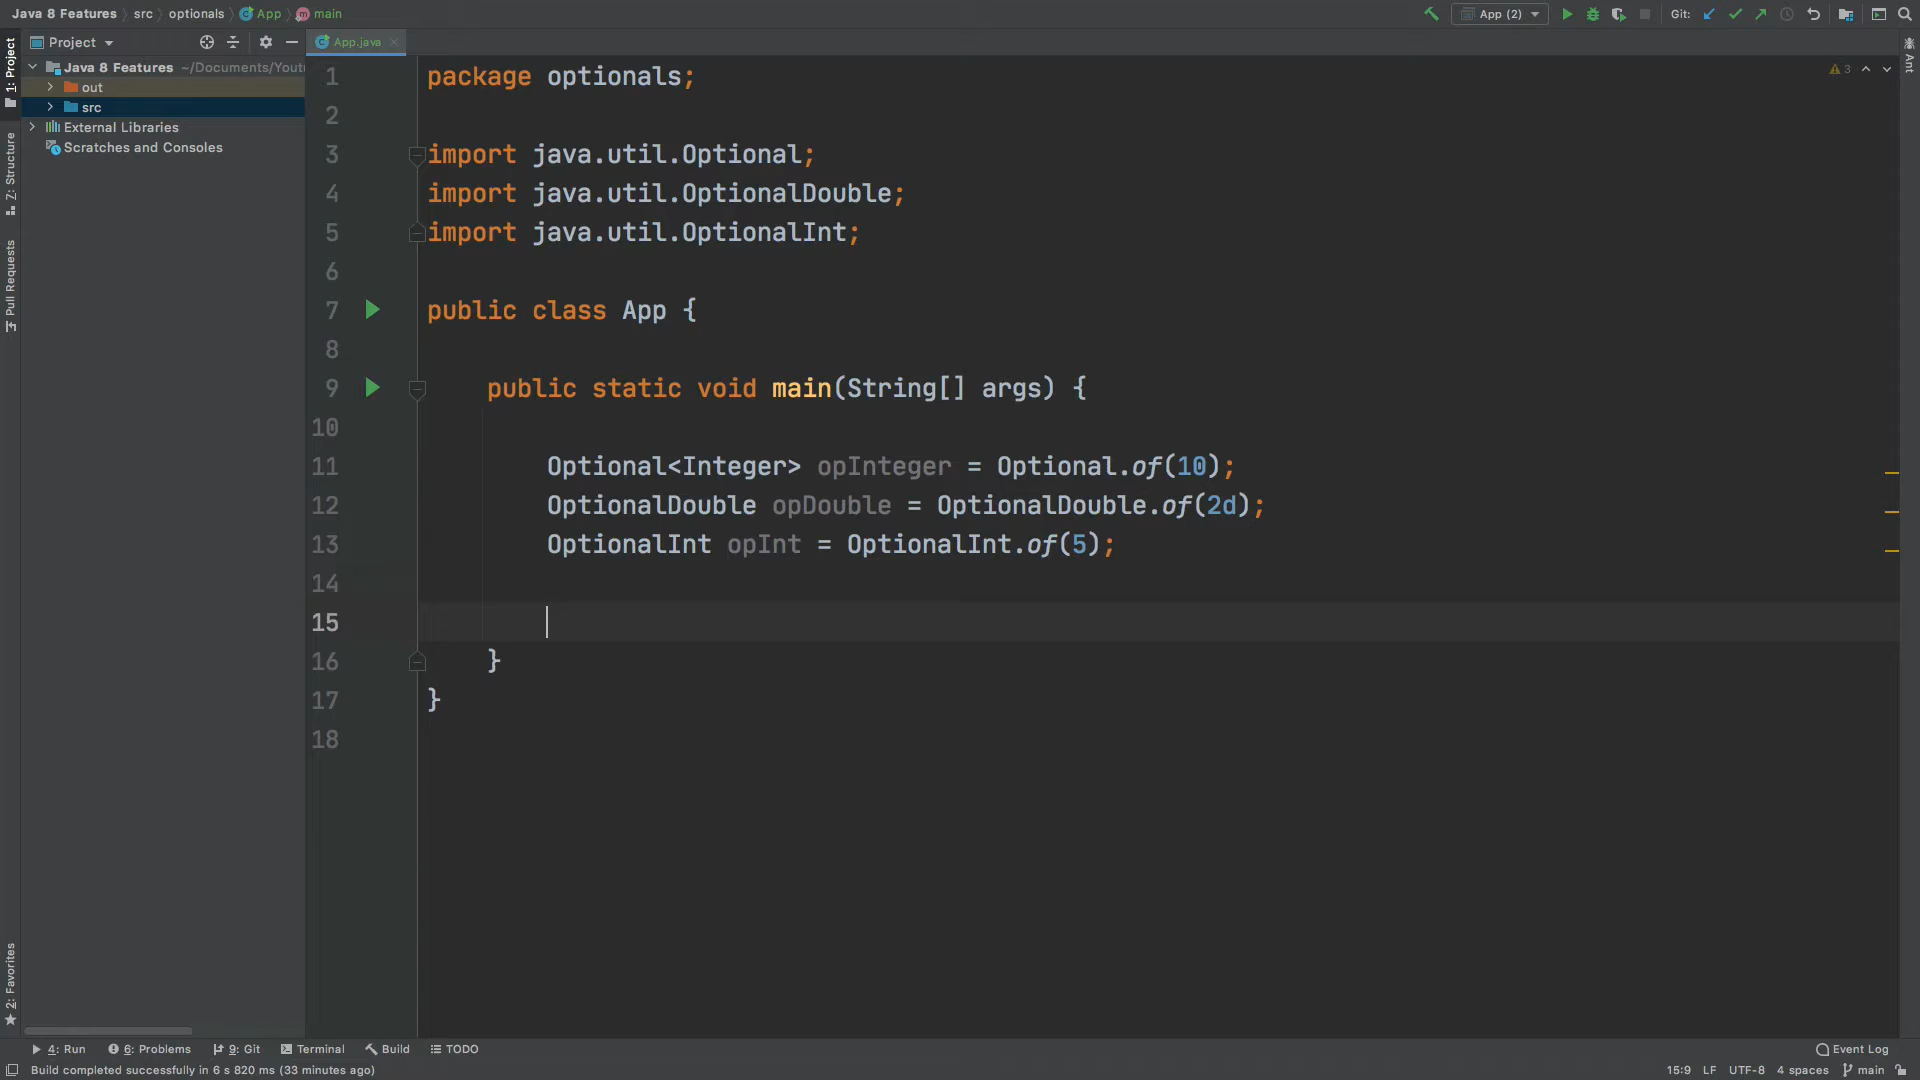 Java 8 Features src optionals App main
App (2) Git:
1: Project
7: Structure
Pull Requests
2: Favorites
Project
Java 8 Features ~/Documents/Youtu
out
src
External Libraries
Scratches and Consoles
App.java
3
Ant
1 package optionals;
2
3 import java.util.Optional;
4 import java.util.OptionalDouble;
5 import java.util.OptionalInt;
6
7 public class App {
8
9 public static void main(String[] args) {
10
11 Optional<Integer> opInteger = Optional.of(10);
12 OptionalDouble opDouble = OptionalDouble.of(2d);
13 OptionalInt opInt = OptionalInt.of(5);
14
15
16 }
17 }
18
4: Run 6: Problems 9: Git Terminal Build TODO Event Log
Build completed successfully in 6 s 820 ms (33 minutes ago) 15:9 LF UTF-8 4 spaces main